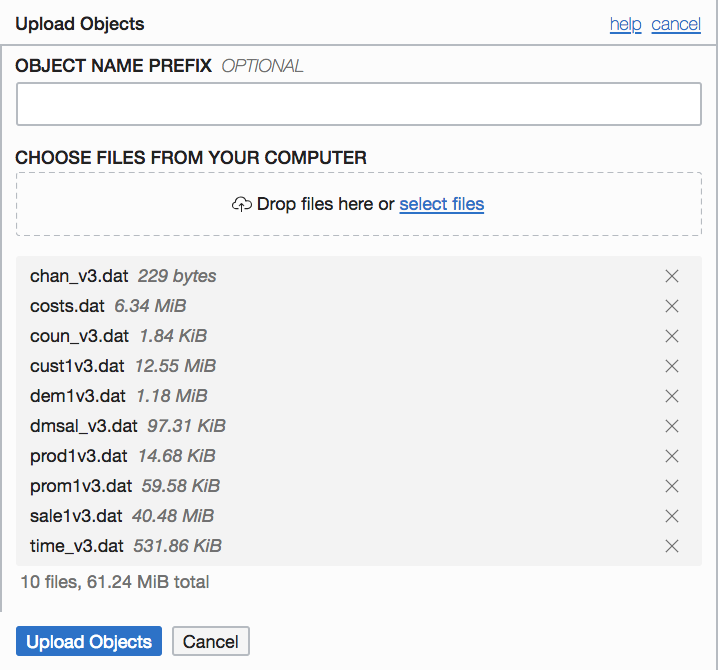 Upload Objects help cancel
OBJECT NAME PREFIX OPTIONAL
CHOOSE FILES FROM YOUR COMPUTER
Drop files here or select files
chan_v3.dat 229 bytes
costs.dat 6.34 MiB
coun_v3.dat 1.84 KiB
cust1v3.dat 12.55 MiB
dem1v3.dat 1.18 MiB
dmsal_v3.dat 97.31 KiB
prod1v3.dat 14.68 KiB
prom1v3.dat 59.58 KiB
sale1v3.dat 40.48 MiB
time_v3.dat 531.86 KiB
10 files, 61.24 MiB total
Upload Objects Cancel